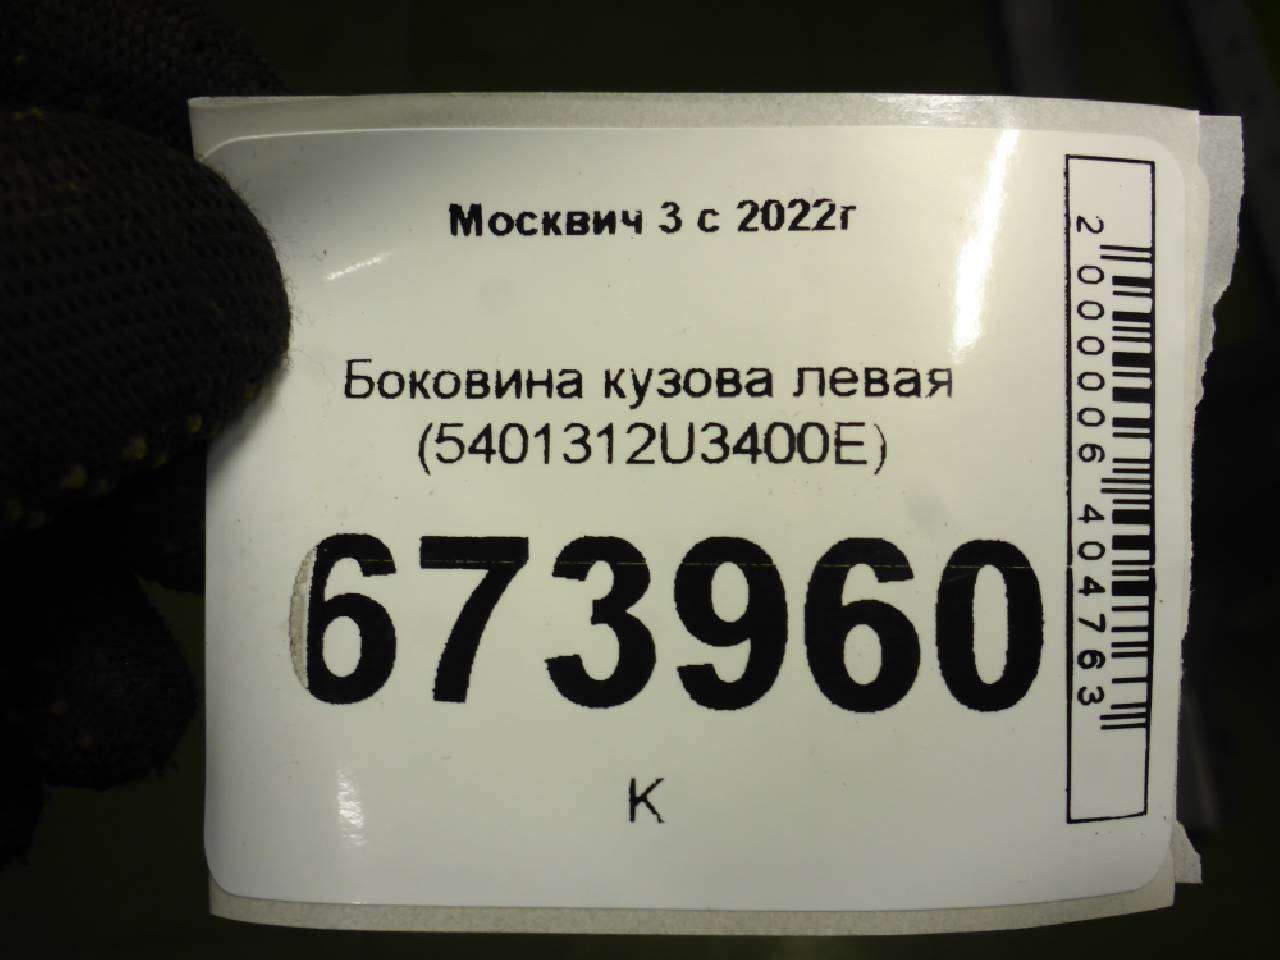 Москвич 3 с 2022г
Боковина кузова левая
(5401312U3400E)
673960
К
2000006404763